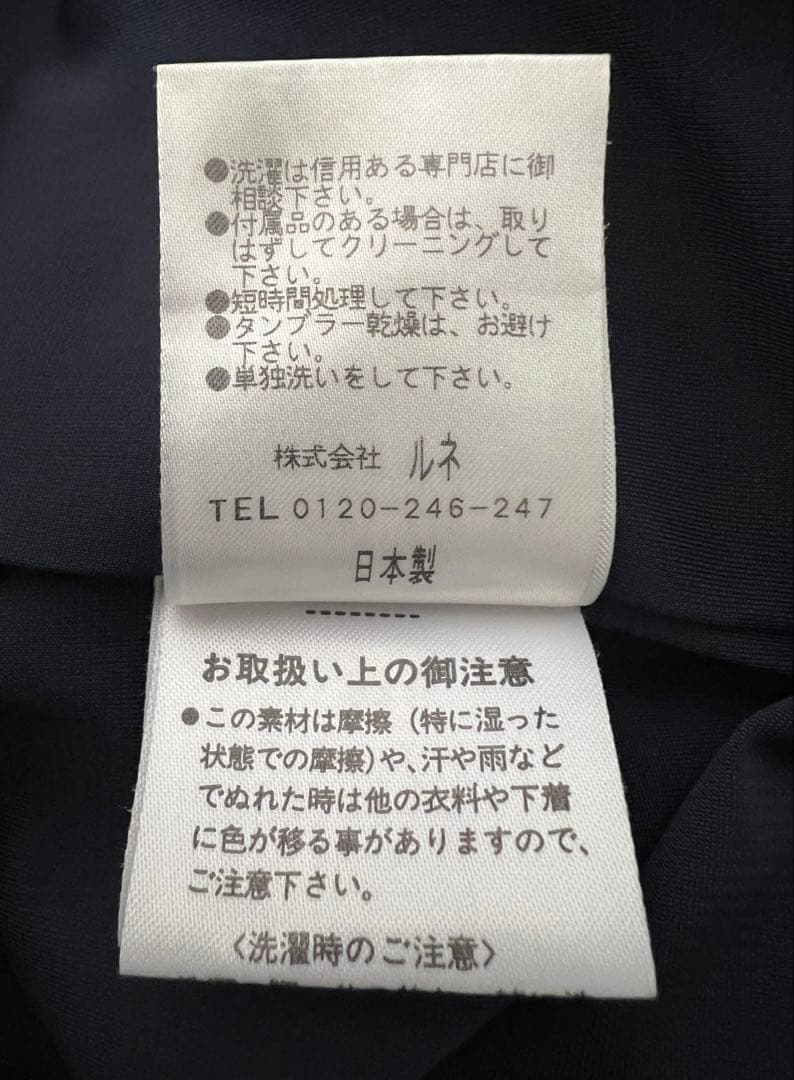 ●洗濯は信用ある専門店に御
相談下さい。
●付属品のある場合は、取り
はずしてクリーニングして
下さい。
●短時間処理して下さい。
●タンブラー乾燥は、お避け
下さい。
●単独洗いをして下さい。
株式会社 ルネ
TEL 0120-246-247
日本製
お取扱い上の御注意
●この素材は摩擦(特に湿った
状態での摩擦)や、汗や雨など
でぬれた時は他の衣料や下着
に色が移る事がありますので、
ご注意下さい。
〈洗濯時のご注意〉